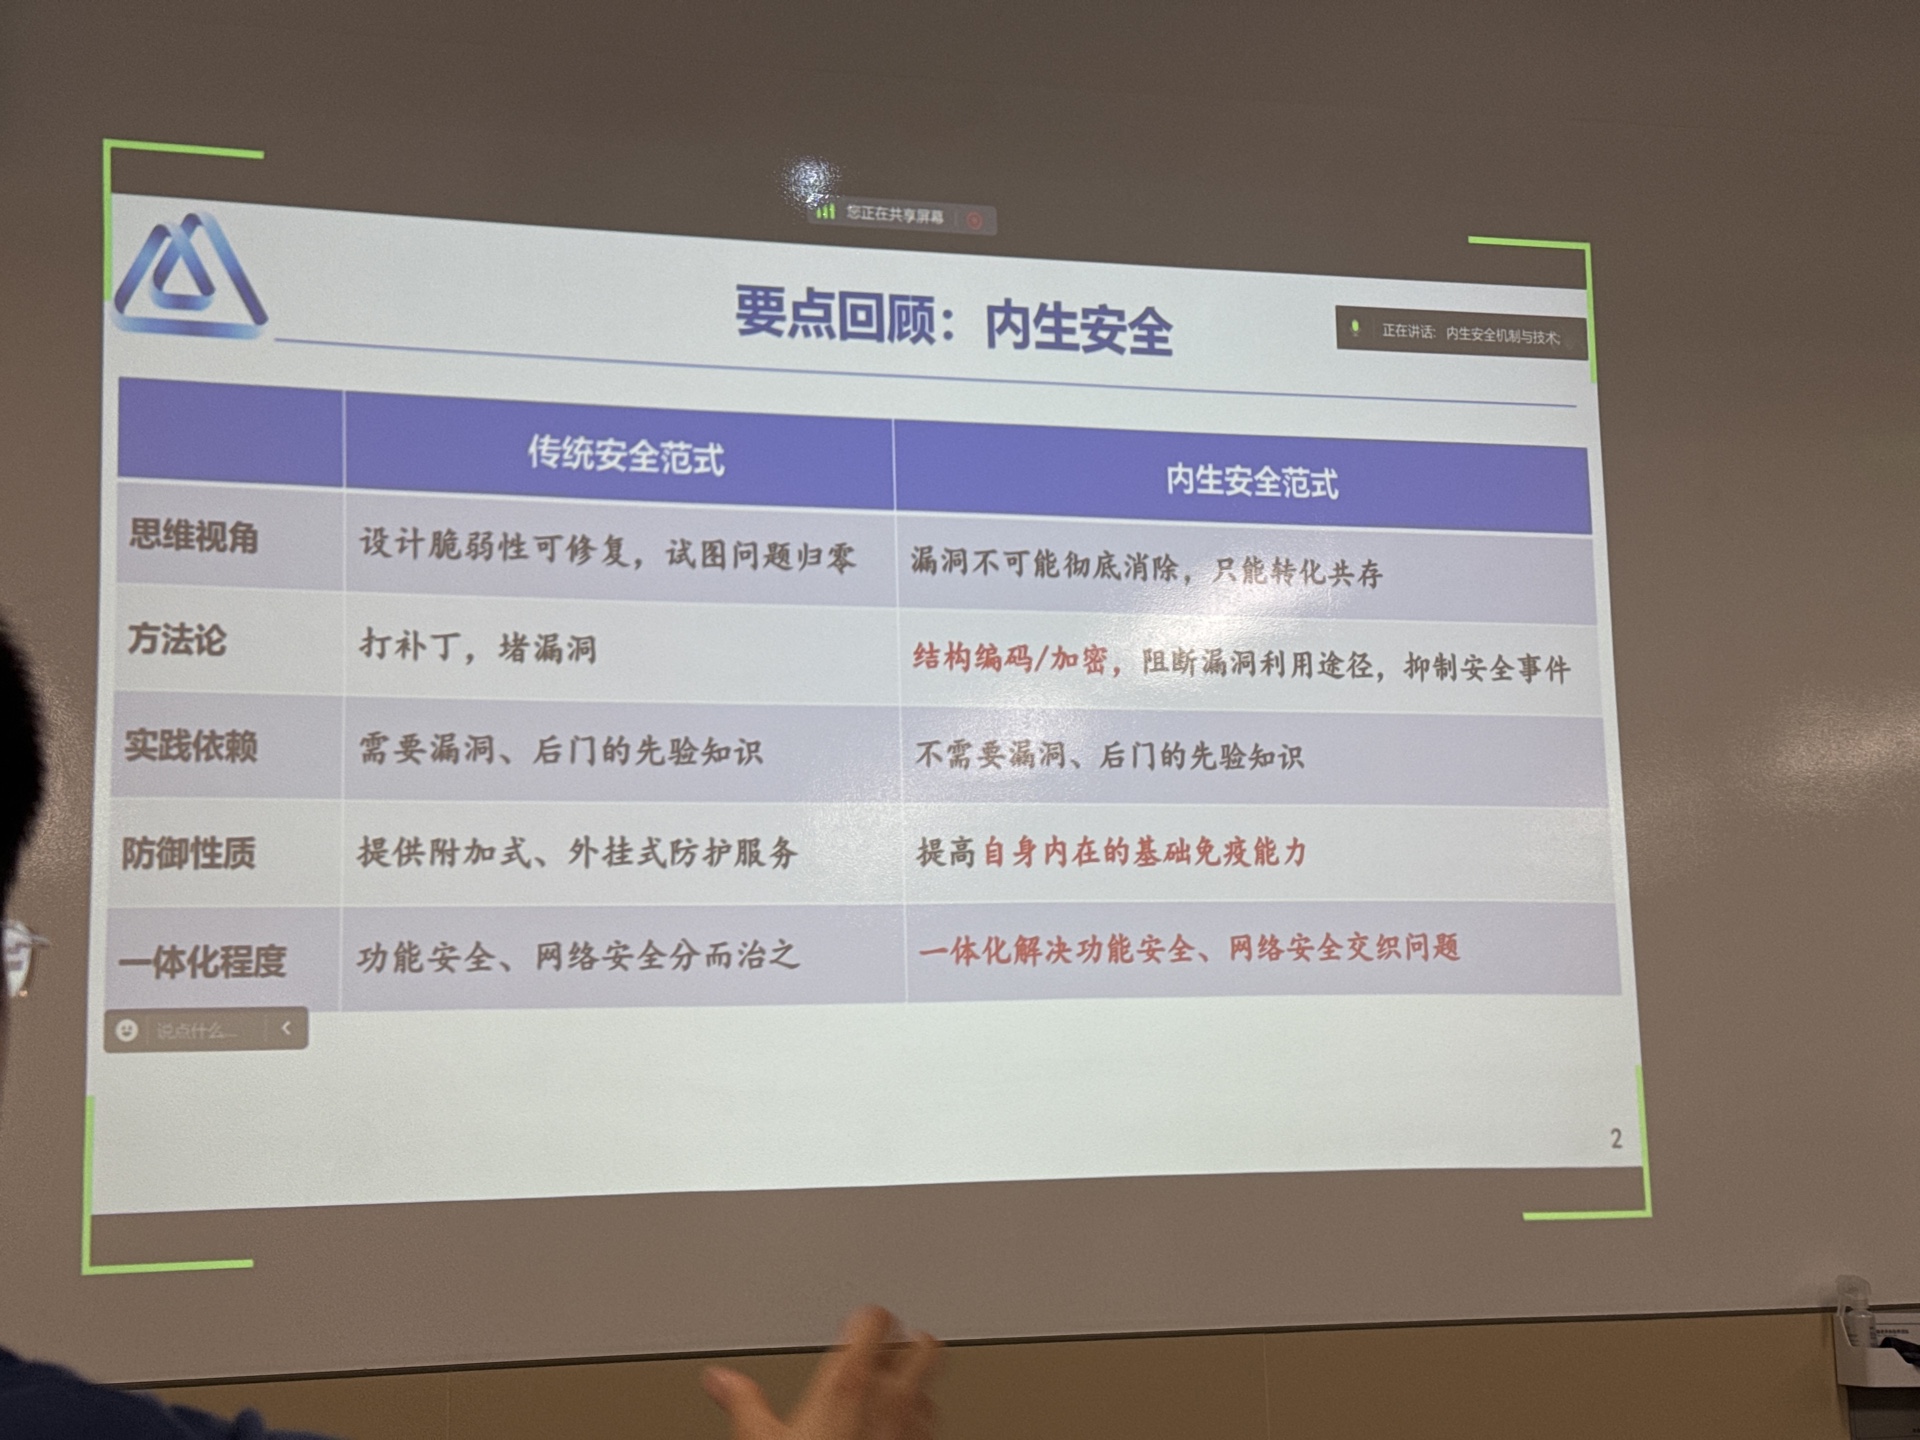 您正在共享屏幕
要点回顾：内生安全
正在讲话: 内生安全机制与技术
传统安全范式 内生安全范式
思维视角 设计脆弱性可修复，试图问题归零 漏洞不可能彻底消除，只能转化共存
方法论 打补丁，堵漏洞 结构编码/加密，阻断漏洞利用途径，抑制安全事件
实践依赖 需要漏洞、后门的先验知识 不需要漏洞、后门的先验知识
防御性质 提供附加式、外挂式防护服务 提高自身内在的基础免疫能力
一体化程度 功能安全、网络安全分而治之 一体化解决功能安全、网络安全交织问题
说点什么...
2